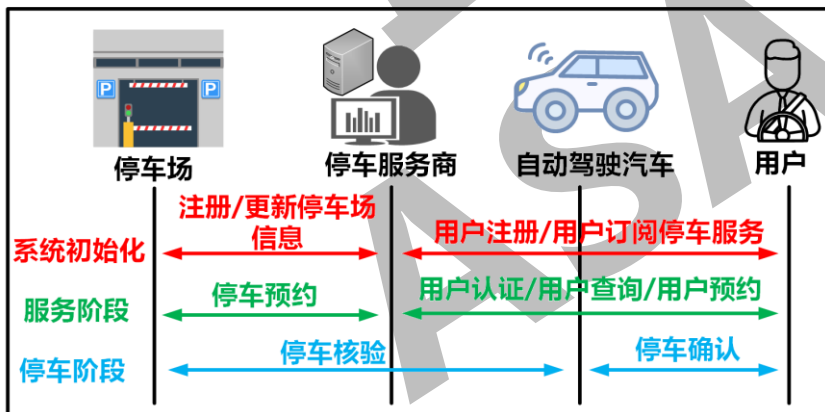 P P
停车场 停车服务商 自动驾驶汽车 用户
注册/更新停车场
信息
系统初始化 用户注册/用户订阅停车服务
服务阶段 停车预约 用户认证/用户查询/用户预约
停车阶段 停车核验 停车确认